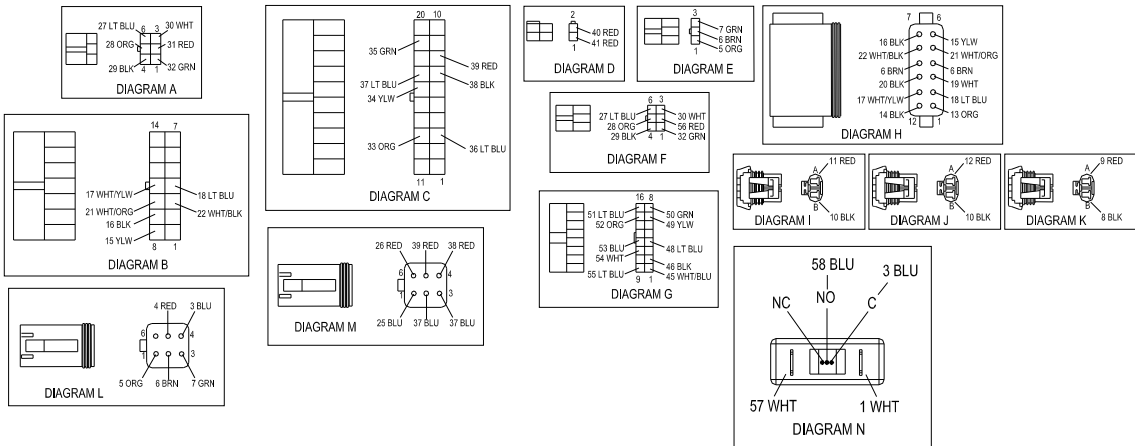 27 LT BLU 6 3 30 WHT
28 ORG 31 RED
29 BLK 4 1 32 GRN
DIAGRAM A
14 7
17 WHT/YLW 18 LT BLU
21 WHT/ORG 22 WHT/BLK
16 BLK
15 YLW
8 1
DIAGRAM B
20 10
35 GRN
39 RED
37 LT BLU 38 BLK
34 YLW
33 ORG 36 LT BLU
11 1
DIAGRAM C
2
40 RED
41 RED
1
DIAGRAM D
3
7 GRN
6 BRN
5 ORG
1
DIAGRAM E
27 LT BLU 6 3 30 WHT
28 ORG 56 RED
29 BLK 4 1 32 GRN
DIAGRAM F
16 8
51 LT BLU 50 GRN
52 ORG 49 YLW
53 BLU 48 LT BLU
54 WHT
46 BLK
55 LT BLU 45 WHT/BLU
9 1
DIAGRAM G
7 6
16 BLK 15 YLW
22 WHT/BLK 21 WHT/ORG
6 BRN 6 BRN
20 BLK 19 WHT
17 WHT/YLW 18 LT BLU
14 BLK 13 ORG
12 1
DIAGRAM H
11 RED
A
B
10 BLK
DIAGRAM I
12 RED
A
B
10 BLK
DIAGRAM J
9 RED
A
B
8 BLK
DIAGRAM K
4 RED 3 BLU
6 4
1 3
5 ORG 6 BRN 7 GRN
DIAGRAM L
26 RED 39 RED 38 RED
6 4
1 3
25 BLU 37 BLU 37 BLU
DIAGRAM M
58 BLU 3 BLU
NC NO C
57 WHT 1 WHT
DIAGRAM N